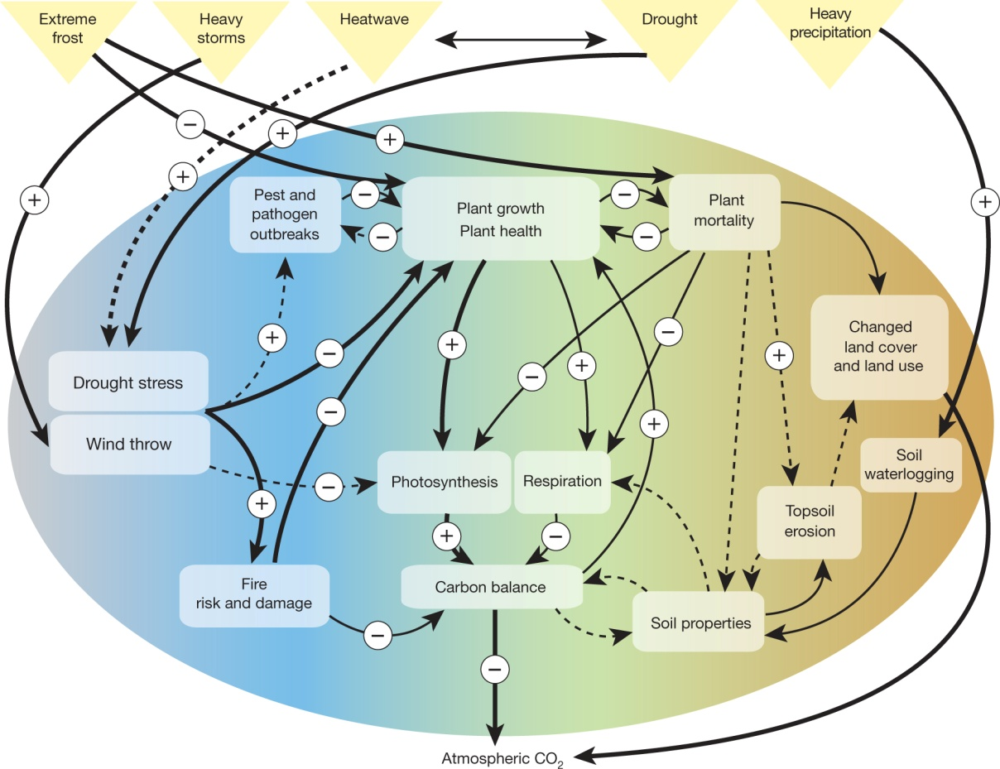 Extreme
frost
Heavy
storms
Heatwave
Drought
Heavy
precipitation
−
+
+
+
+
+
Pest and
pathogen
outbreaks
−
−
Plant growth
Plant health
−
−
Plant
mortality
+
−
+
−
+
−
+
Changed
land cover
and land use
Drought stress
Wind throw
−
+
Soil
waterlogging
Photosynthesis
Respiration
−
+
Topsoil
erosion
+
−
Fire
risk and damage
Carbon balance
Soil properties
−
−
Atmospheric CO₂